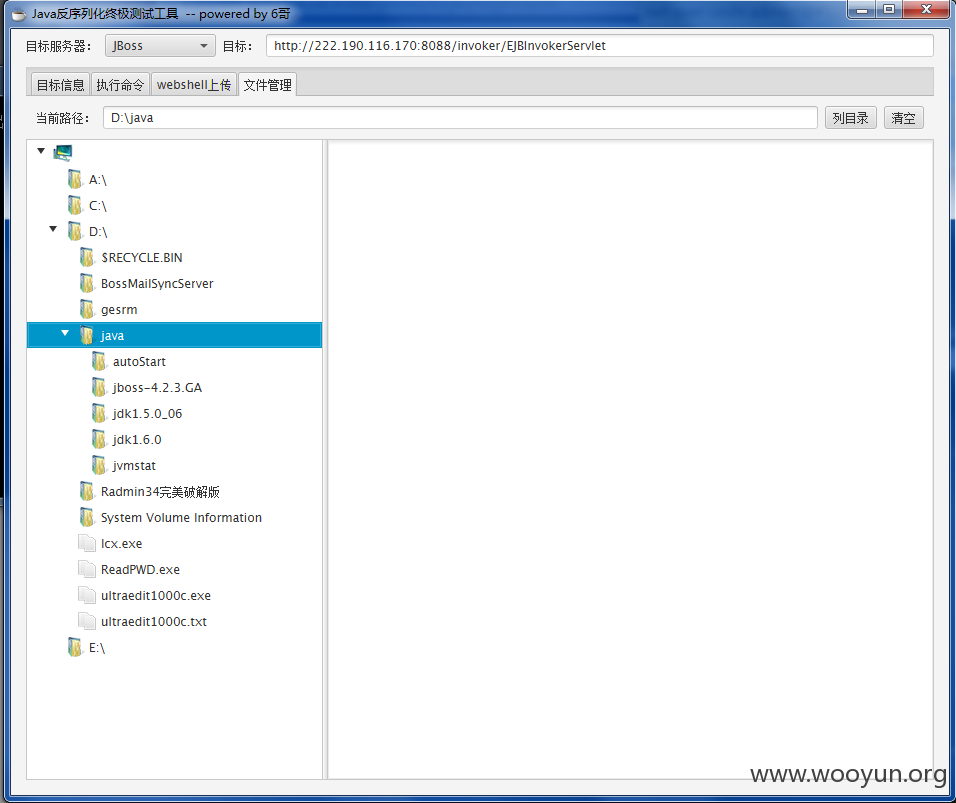 Java反序列化终极测试工具 -- powered by 6哥
目标服务器： JBoss 目标： http://222.190.116.170:8088/invoker/EJBInvokerServlet
目标信息 执行命令 webshell上传 文件管理
当前路径： D:\java 列目录 清空
A:\
C:\
D:\
$RECYCLE.BIN
BossMailSyncServer
gesrm
java
autoStart
jboss-4.2.3.GA
jdk1.5.0_06
jdk1.6.0
jvmstat
Radmin34完美破解版
System Volume Information
lcx.exe
ReadPWD.exe
ultraedit1000c.exe
ultraedit1000c.txt
E:\
www.wooyun.org